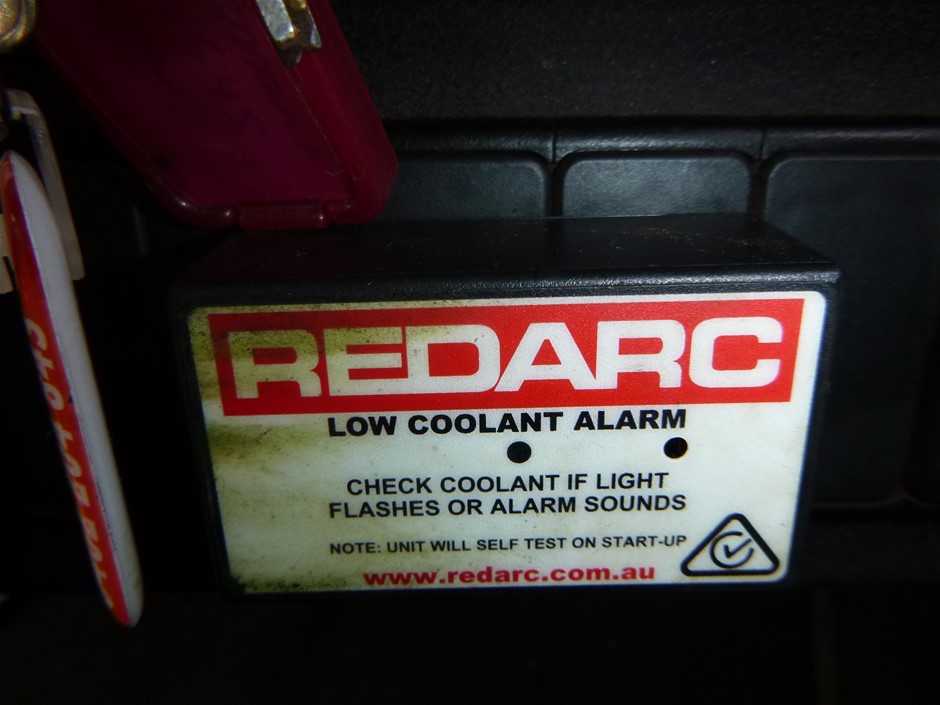 REDARC
LOW COOLANT ALARM
CHECK COOLANT IF LIGHT
FLASHES OR ALARM SOUNDS
NOTE: UNIT WILL SELF TEST ON START-UP
www.redarc.com.au